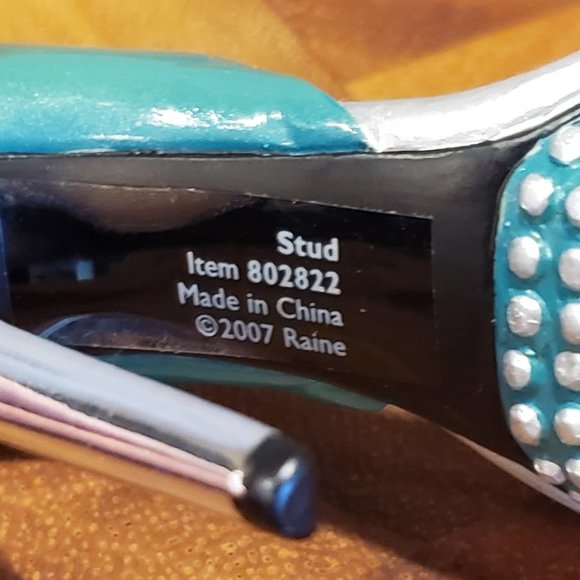 Stud
Item 802822
Made in China
©2007 Raine